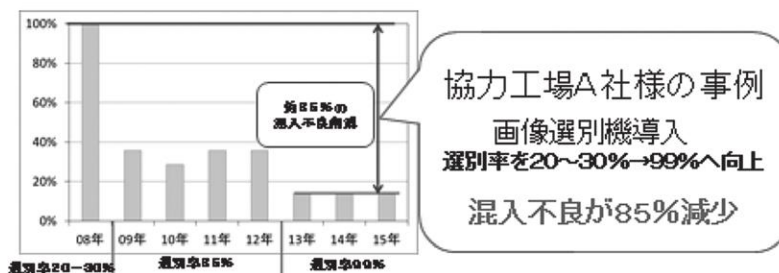 100%
80%
60%
40%
20%
0%
約85%の
混入不良削減
08年 09年 10年 11年 12年 13年 14年 15年
選別率20－30% 選別率85% 選別率99%
協力工場A社様の事例
画像選別機導入
選別率を20～30%→99%へ向上
混入不良が85%減少